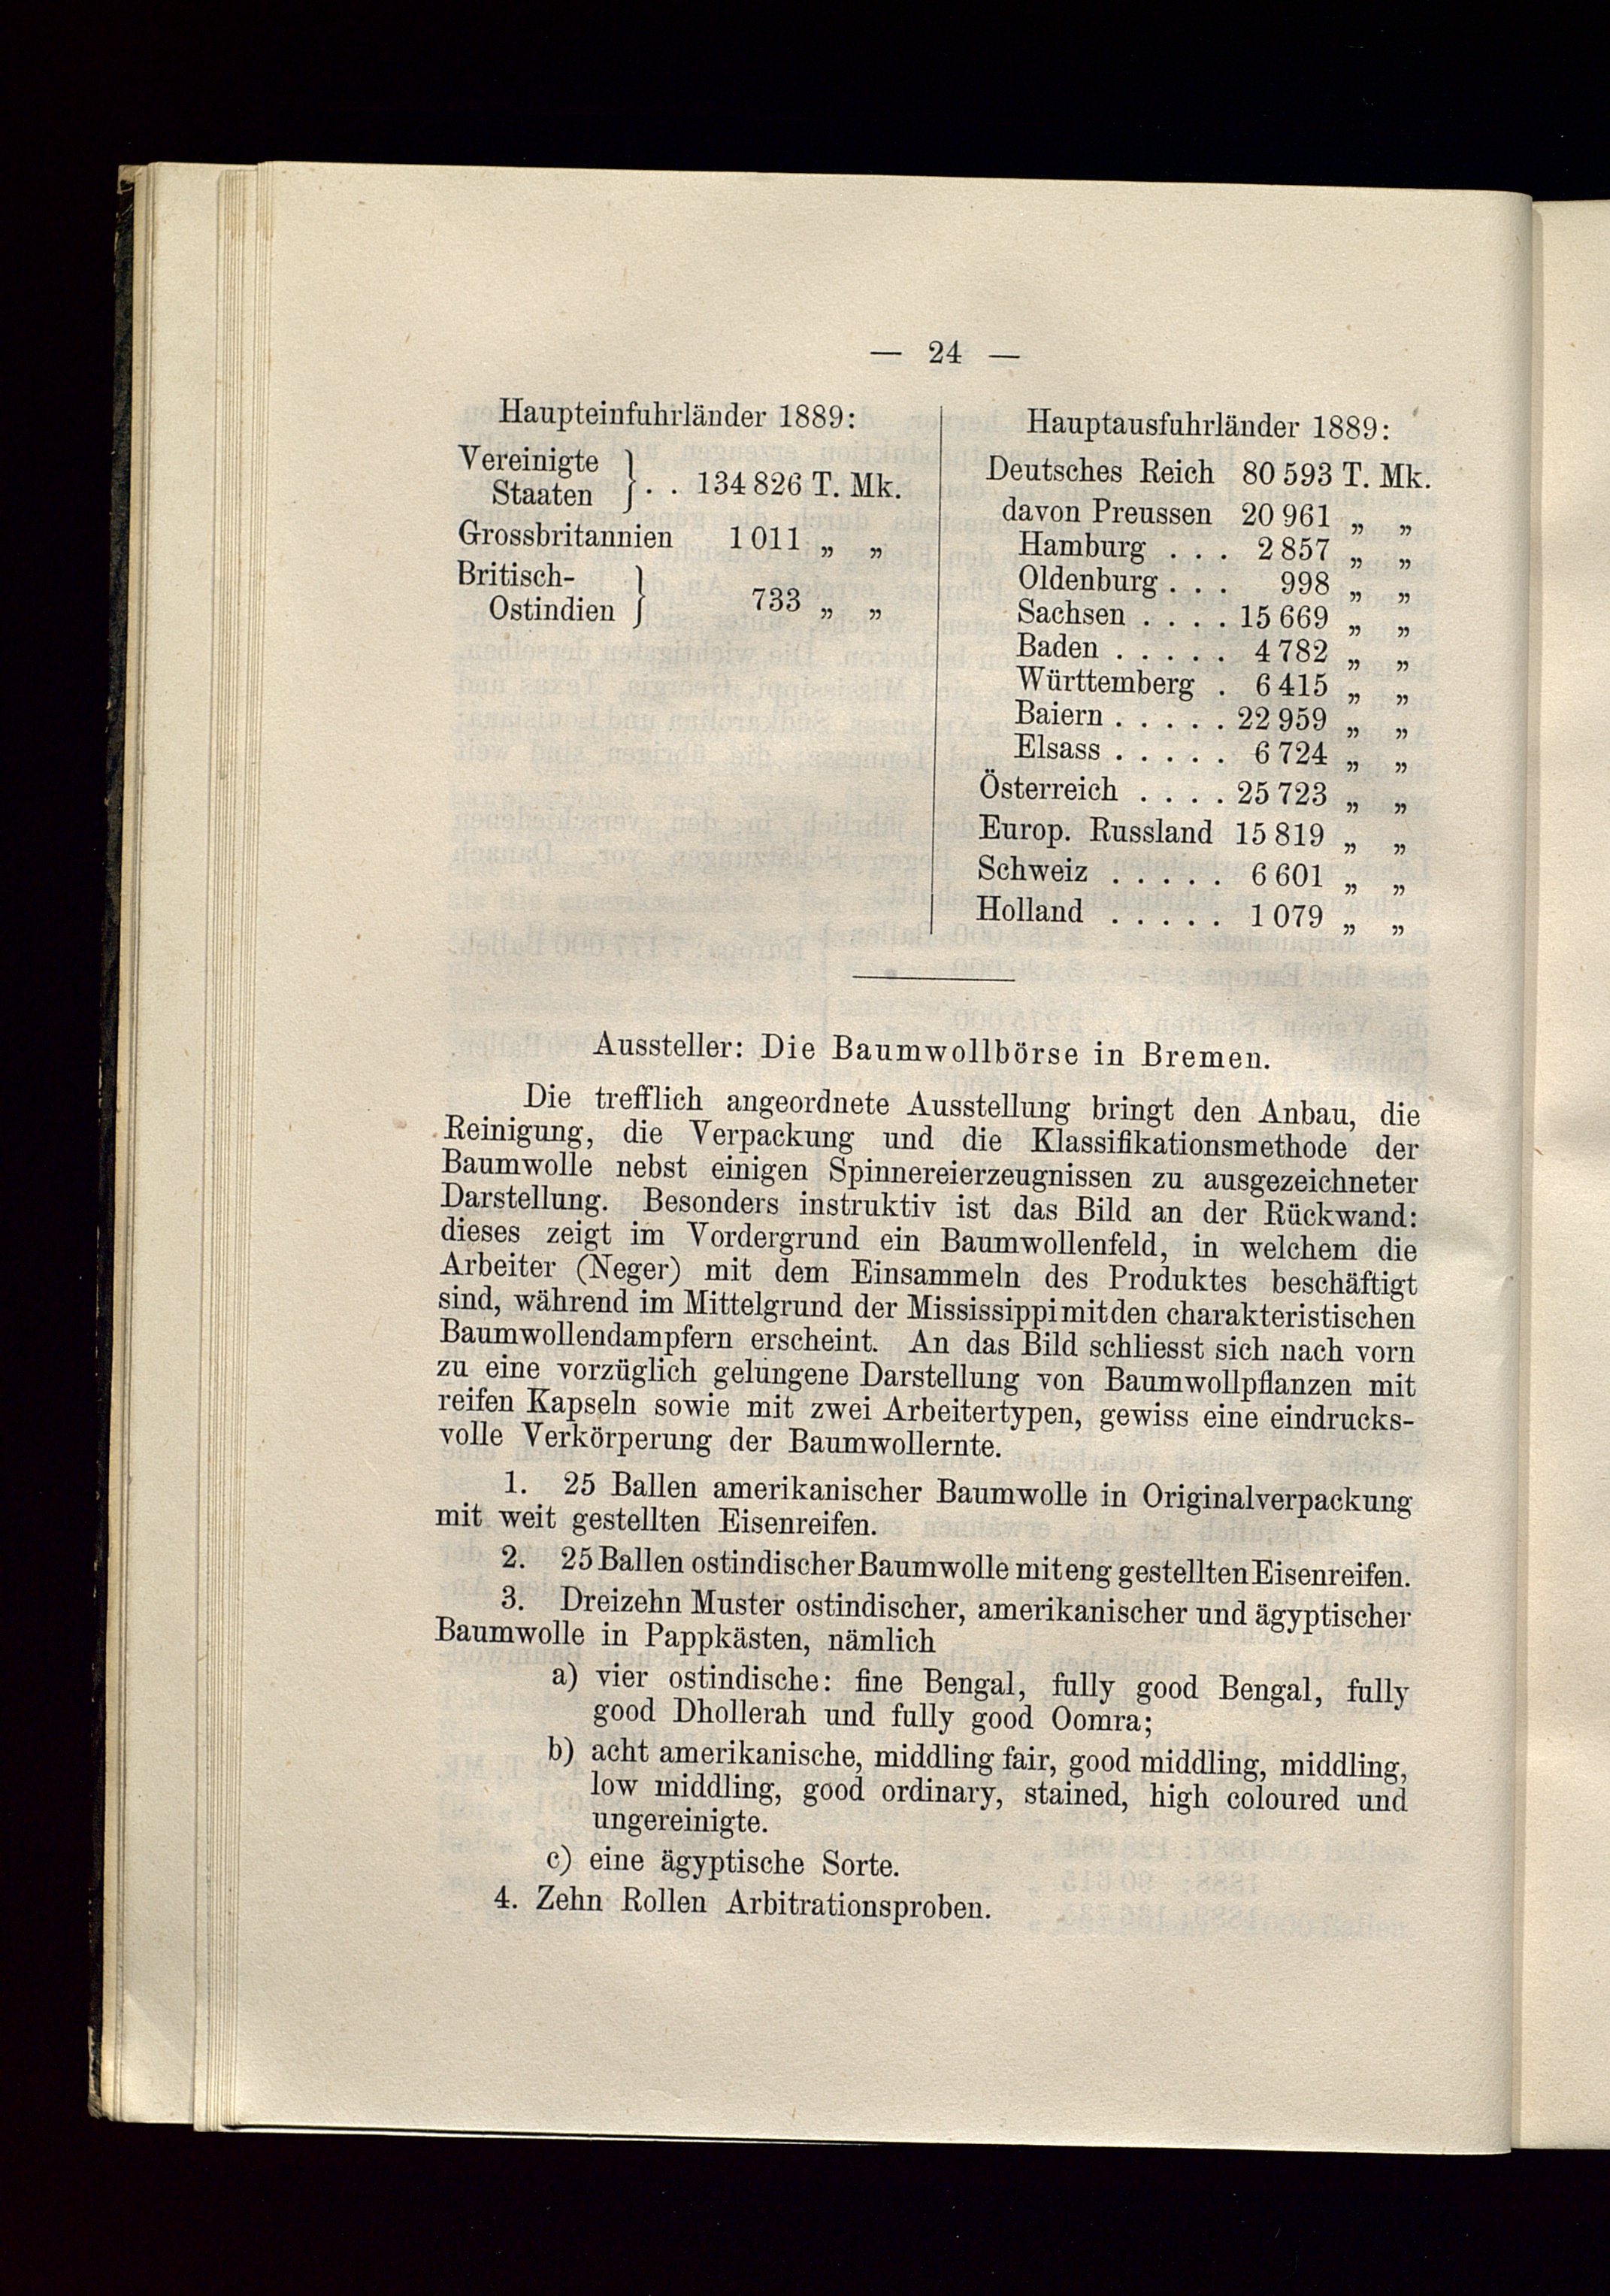 — 24 —
Haupteinfuhrländer 1889:
Vereinigte
Staaten } . . 134 826 T. Mk.
Grossbritannien 1 011 „ „
Britisch-
Ostindien } 733 „ „
Hauptausfuhrländer 1889:
Deutsches Reich 80 593 T. Mk.
davon Preussen 20 961 „ „
Hamburg . . . 2 857 „ „
Oldenburg . . . 998 „ „
Sachsen . . . . 15 669 „ „
Baden . . . . . 4 782 „ „
Württemberg . 6 415 „ „
Baiern . . . . . 22 959 „ „
Elsass . . . . . 6 724 „ „
Österreich . . . . 25 723 „ „
Europ. Russland 15 819 „ „
Schweiz . . . . . 6 601 „ „
Holland . . . . . 1 079 „ „
Aussteller: Die Baumwollbörse in Bremen.
Die trefflich angeordnete Ausstellung bringt den Anbau, die
Reinigung, die Verpackung und die Klassifikationsmethode der
Baumwolle nebst einigen Spinnereierzeugnissen zu ausgezeichneter
Darstellung. Besonders instruktiv ist das Bild an der Rückwand:
dieses zeigt im Vordergrund ein Baumwollenfeld, in welchem die
Arbeiter (Neger) mit dem Einsammeln des Produktes beschäftigt
sind, während im Mittelgrund der Mississippi mit den charakteristischen
Baumwollendampfern erscheint. An das Bild schliesst sich nach vorn
zu eine vorzüglich gelungene Darstellung von Baumwollpflanzen mit
reifen Kapseln sowie mit zwei Arbeitertypen, gewiss eine eindrucks-
volle Verkörperung der Baumwollernte.
1. 25 Ballen amerikanischer Baumwolle in Originalverpackung
mit weit gestellten Eisenreifen.
2. 25 Ballen ostindischer Baumwolle mit eng gestellten Eisenreifen.
3. Dreizehn Muster ostindischer, amerikanischer und ägyptischer
Baumwolle in Pappkästen, nämlich
a) vier ostindische: fine Bengal, fully good Bengal, fully
good Dhollerah und fully good Oomra;
b) acht amerikanische, middling fair, good middling, middling,
low middling, good ordinary, stained, high coloured und
ungereinigte.
c) eine ägyptische Sorte.
4. Zehn Rollen Arbitrationsproben.